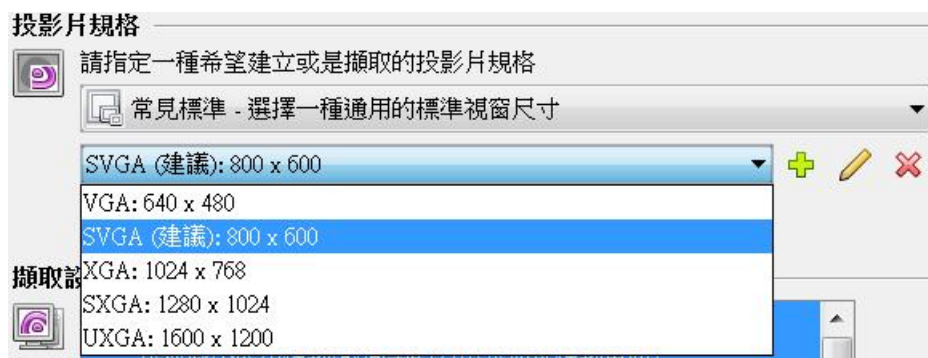 投影片規格
請指定一種希望建立或是擷取的投影片規格
常見標準 - 選擇一種通用的標準視窗尺寸
SVGA (建議): 800 x 600
VGA: 640 x 480
SVGA (建議): 800 x 600
XGA: 1024 x 768
擷取設
SXGA: 1280 x 1024
UXGA: 1600 x 1200